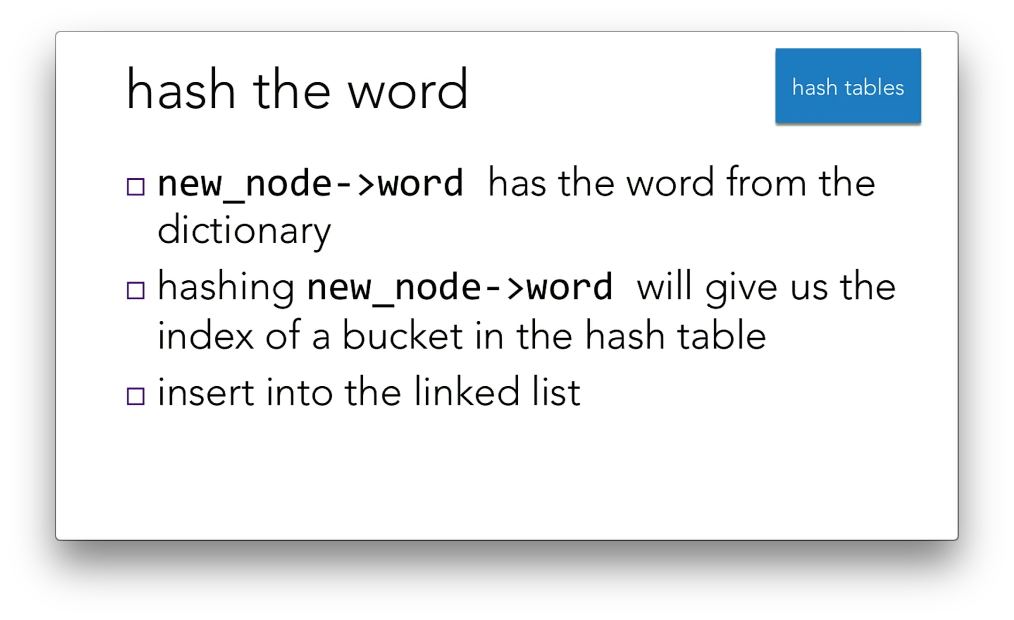 hash the word
hash tables
new_node->word has the word from the
dictionary
hashing new_node->word will give us the
index of a bucket in the hash table
insert into the linked list